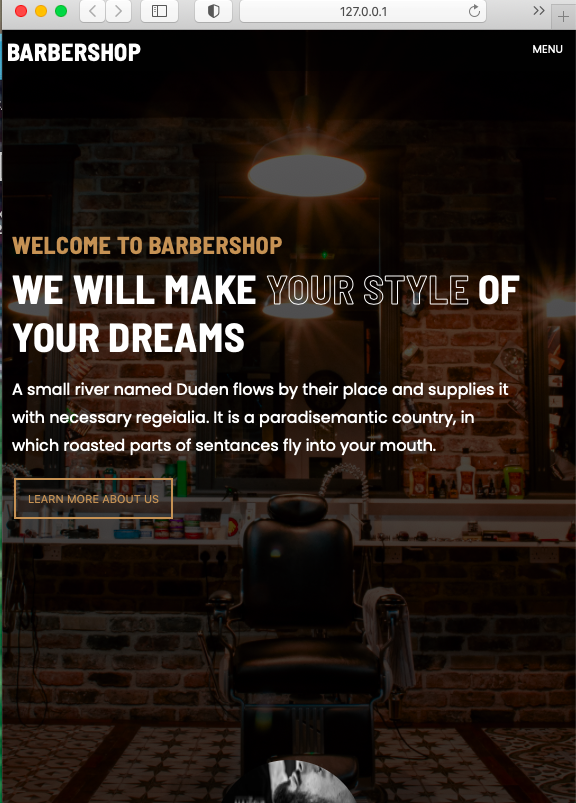 127.0.0.1
BARBERSHOP
MENU
WELCOME TO BARBERSHOP
WE WILL MAKE YOUR STYLE OF
YOUR DREAMS
A small river named Duden flows by their place and supplies it
with necessary regeialia. It is a paradisemantic country, in
which roasted parts of sentances fly into your mouth.
LEARN MORE ABOUT US